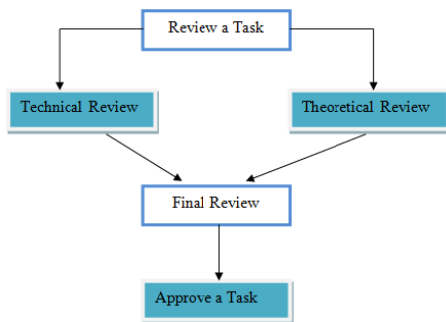 Review a Task
Technical Review
Theoretical Review
Final Review
Approve a Task